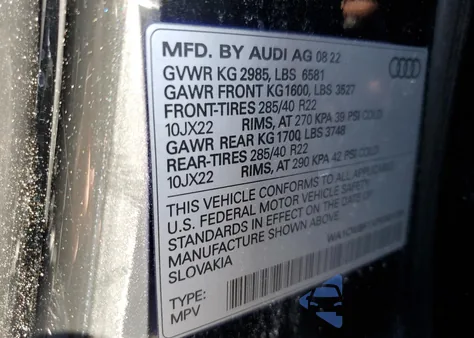 MFD. BY AUDI AG 08 22
GVWR KG 2985, LBS 6581
GAWR FRONT KG1600, LBS 3527
FRONT-TIRES 285/40 R22
10JX22 RIMS, AT 270 KPA 39 PSI COLD
GAWR REAR KG1700, LBS 3748
REAR-TIRES 285/40 R22
10JX22 RIMS, AT 290 KPA 42 PSI COLD
THIS VEHICLE CONFORMS TO ALL APPLICABLE
U.S. FEDERAL MOTOR VEHICLE SAFETY
STANDARDS IN EFFECT ON THE DATE OF
MANUFACTURE SHOWN ABOVE
SLOVAKIA
TYPE:
MPV